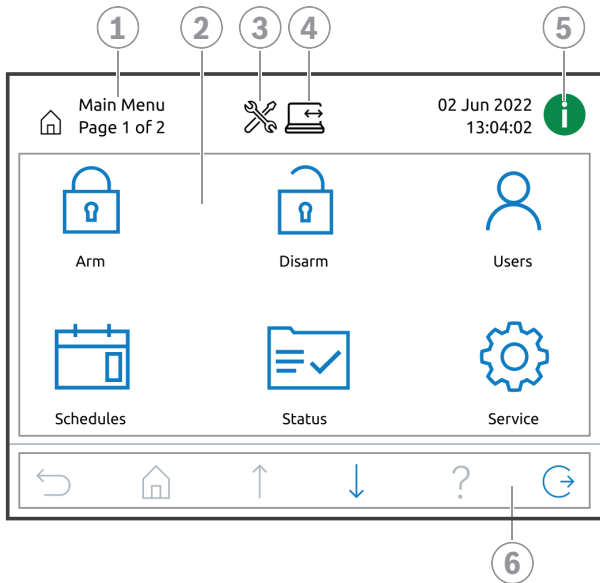 1 2 3 4 5
Main Menu
Page 1 of 2
02 Jun 2022
13:04:02
i
Arm Disarm Users
Schedules Status Service
?
6